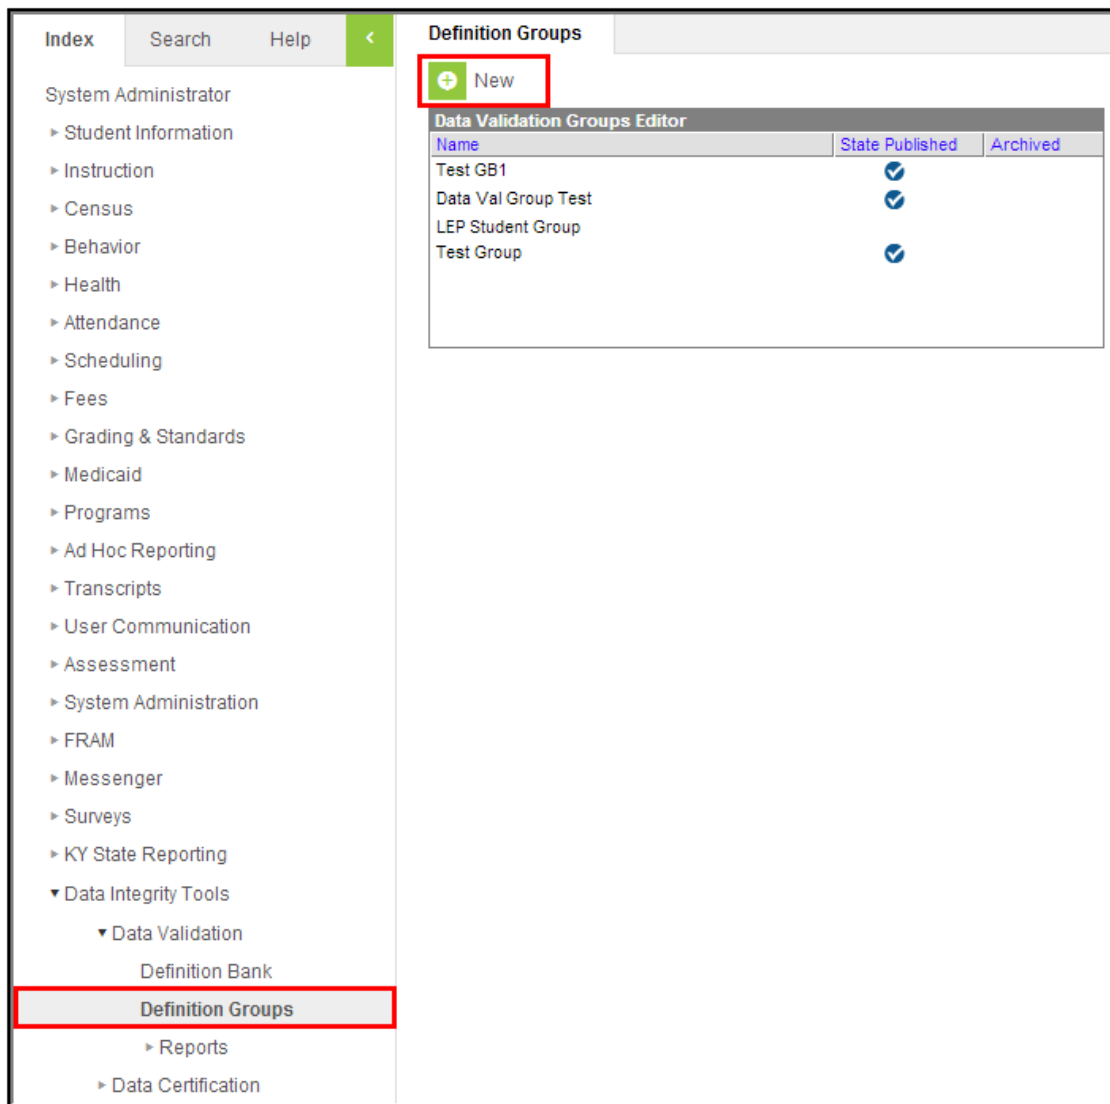 Index Search Help
System Administrator
Student Information
Instruction
Census
Behavior
Health
Attendance
Scheduling
Fees
Grading & Standards
Medicaid
Programs
Ad Hoc Reporting
Transcripts
User Communication
Assessment
System Administration
FRAM
Messenger
Surveys
KY State Reporting
Data Integrity Tools
Data Validation
Definition Bank
Definition Groups
Reports
Data Certification
Definition Groups
New
Data Validation Groups Editor
Name State Published Archived
Test GB1
Data Val Group Test
LEP Student Group
Test Group